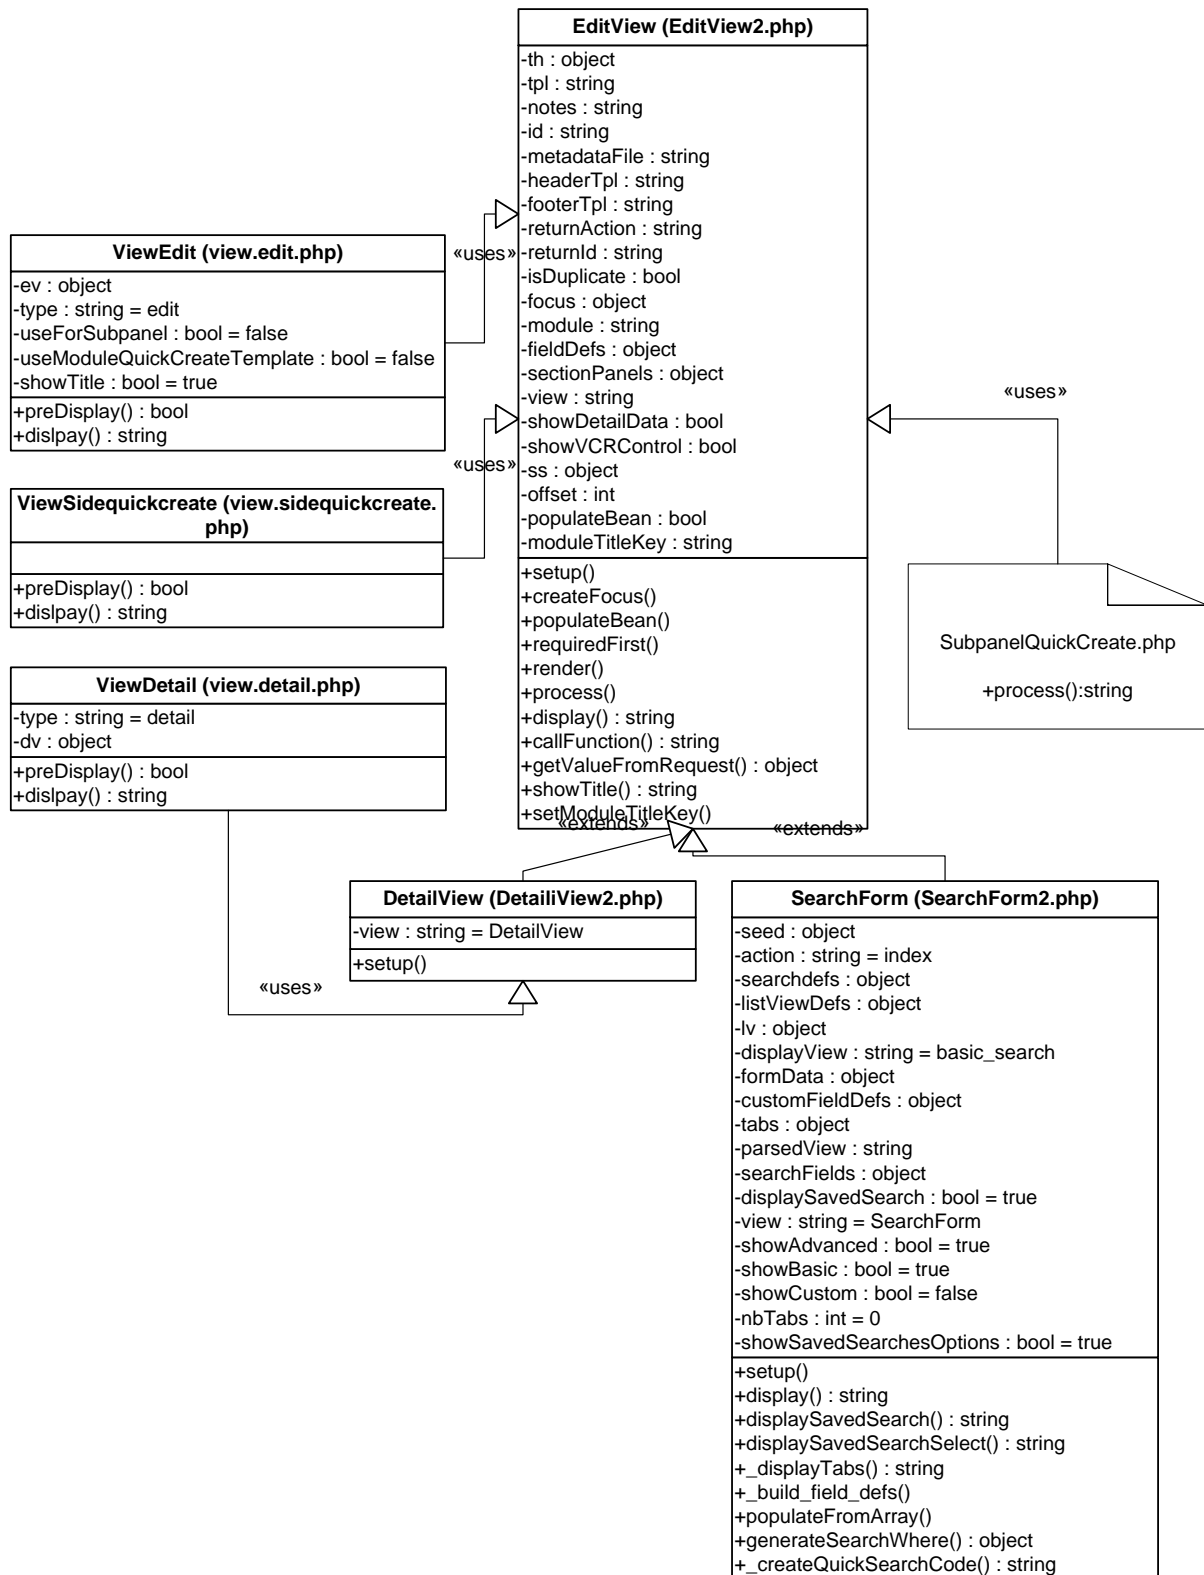 EditView (EditView2.php)
-th : object
-tpl : string
-notes : string
-id : string
-metadataFile : string
-headerTpl : string
-footerTpl : string
-returnAction : string
-returnId : string
-isDuplicate : bool
-focus : object
-module : string
-fieldDefs : object
-sectionPanels : object
-view : string
-showDetailData : bool
-showVCRControl : bool
-ss : object
-offset : int
-populateBean : bool
-moduleTitleKey : string
+setup()
+createFocus()
+populateBean()
+requiredFirst()
+render()
+process()
+display() : string
+callFunction() : string
+getValueFromRequest() : object
+showTitle() : string
+setModuleTitleKey()
«uses»
ViewEdit (view.edit.php)
-ev : object
-type : string = edit
-useForSubpanel : bool = false
-useModuleQuickCreateTemplate : bool = false
-showTitle : bool = true
+preDisplay() : bool
+dislpay() : string
«uses»
ViewSidequickcreate (view.sidequickcreate.
php)
+preDisplay() : bool
+dislpay() : string
«uses»
SubpanelQuickCreate.php
+process():string
ViewDetail (view.detail.php)
-type : string = detail
-dv : object
+preDisplay() : bool
+dislpay() : string
«extends»
«extends»
«uses»
DetailView (DetailiView2.php)
-view : string = DetailView
+setup()
SearchForm (SearchForm2.php)
-seed : object
-action : string = index
-searchdefs : object
-listViewDefs : object
-lv : object
-displayView : string = basic_search
-formData : object
-customFieldDefs : object
-tabs : object
-parsedView : string
-searchFields : object
-displaySavedSearch : bool = true
-view : string = SearchForm
-showAdvanced : bool = true
-showBasic : bool = true
-showCustom : bool = false
-nbTabs : int = 0
-showSavedSearchesOptions : bool = true
+setup()
+display() : string
+displaySavedSearch() : string
+displaySavedSearchSelect() : string
+_displayTabs() : string
+_build_field_defs()
+populateFromArray()
+generateSearchWhere() : object
+_createQuickSearchCode() : string